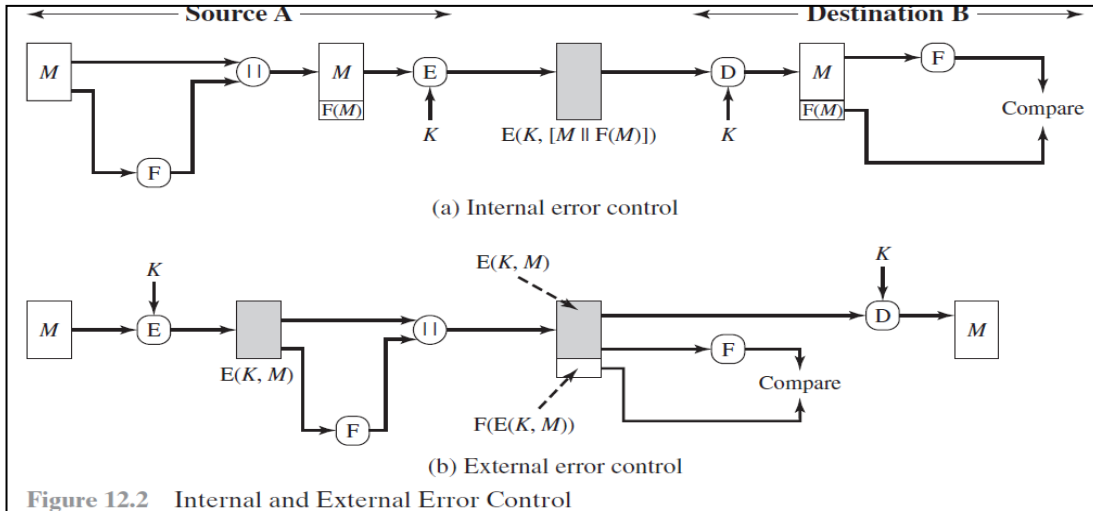 Source A
Destination B
M
||
M
F(M)
E
K
E(K, [M || F(M)])
D
K
M
F(M)
F
Compare
F
(a) Internal error control
K
M
E
E(K, M)
F
||
E(K, M)
F(E(K, M))
F
Compare
K
D
M
(b) External error control
Figure 12.2 Internal and External Error Control